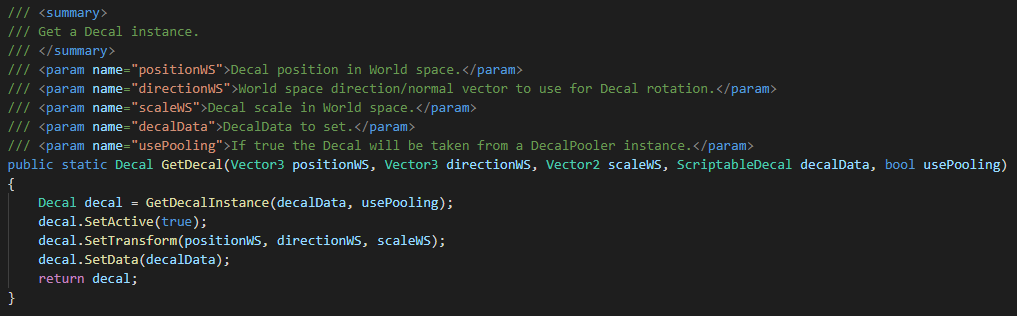 /// <summary>
/// Get a Decal instance.
/// </summary>
/// <param name="positionWS">Decal position in World space.</param>
/// <param name="directionWS">World space direction/normal vector to use for Decal rotation.</param>
/// <param name="scaleWS">Decal scale in World space.</param>
/// <param name="decalData">DecalData to set.</param>
/// <param name="usePooling">If true the Decal will be taken from a DecalPooler instance.</param>
public static Decal GetDecal(Vector3 positionWS, Vector3 directionWS, Vector2 scaleWS, ScriptableDecal decalData, bool usePooling)
{
    Decal decal = GetDecalInstance(decalData, usePooling);
    decal.SetActive(true);
    decal.SetTransform(positionWS, directionWS, scaleWS);
    decal.SetData(decalData);
    return decal;
}